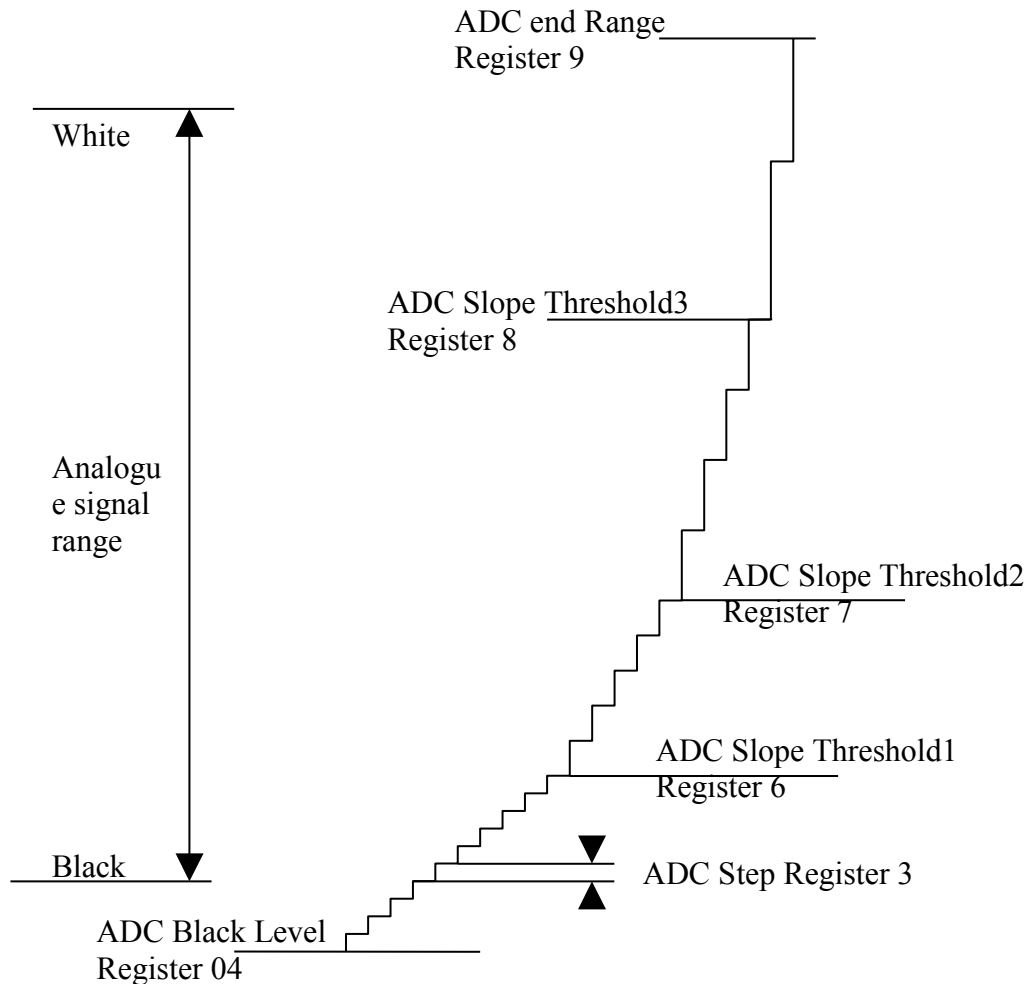 ADC end Range
Register 9
White
ADC Slope Threshold3
Register 8
Analogu
e signal
range
ADC Slope Threshold2
Register 7
ADC Slope Threshold1
Register 6
Black
ADC Step Register 3
ADC Black Level
Register 04